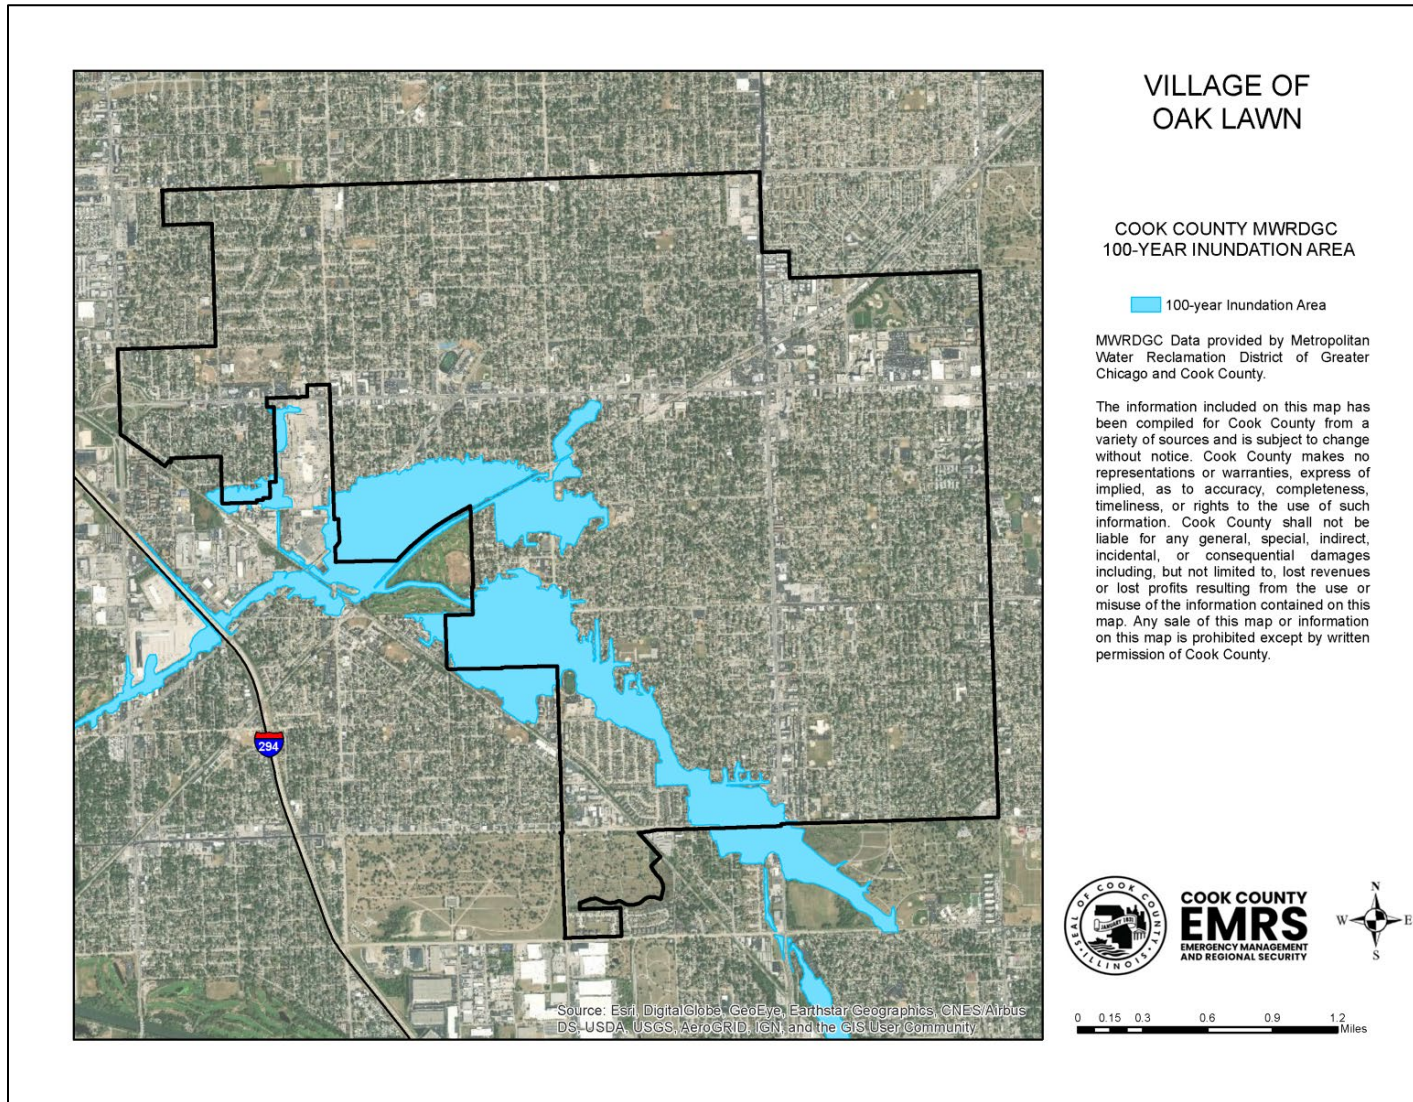 VILLAGE OF
OAK LAWN
COOK COUNTY MWRDGC
100-YEAR INUNDATION AREA
100-year Inundation Area
MWRDGC Data provided by Metropolitan
Water Reclamation District of Greater
Chicago and Cook County.
The information included on this map has
been compiled for Cook County from a
variety of sources and is subject to change
without notice. Cook County makes no
representations or warranties, express of
implied, as to accuracy, completeness,
timeliness, or rights to the use of such
information. Cook County shall not be
liable for any general, special, indirect,
incidental, or consequential damages
including, but not limited to, lost revenues
or lost profits resulting from the use or
misuse of the information contained on this
map. Any sale of this map or information
on this map is prohibited except by written
permission of Cook County.
294
SEAL OF COOK COUNTY
JANUARY 1831
ILLINOIS
COOK COUNTY
EMRS
EMERGENCY MANAGEMENT
AND REGIONAL SECURITY
N
W E
S
Source: Esri, DigitalGlobe, GeoEye, Earthstar Geographics, CNES/Airbus
DS, USDA, USGS, AeroGRID, IGN, and the GIS User Community
0 0.15 0.3 0.6 0.9 1.2
Miles